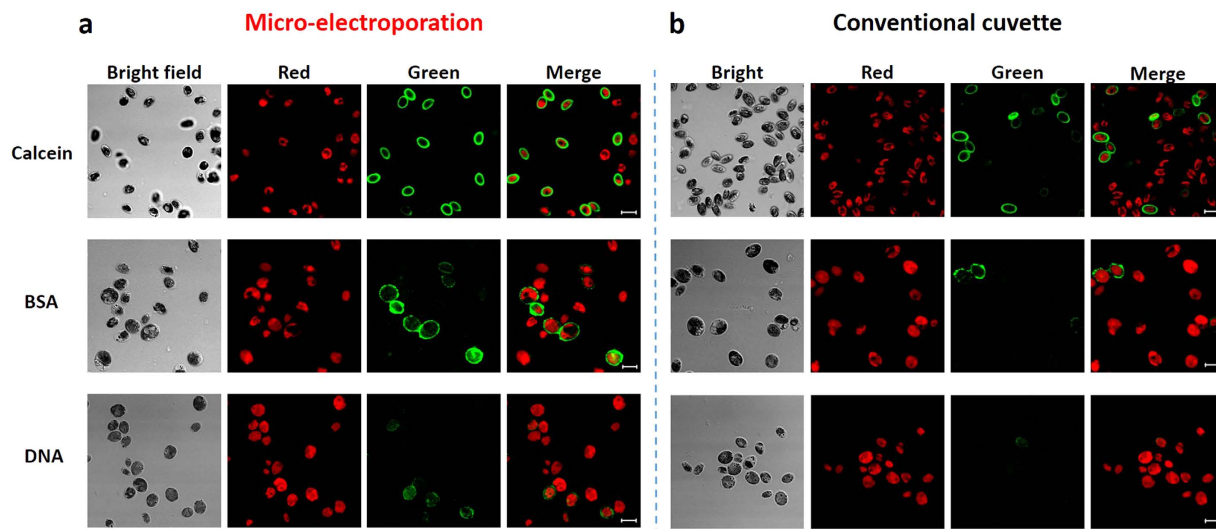 a Micro-electroporation
b Conventional cuvette
Bright field Red Green Merge
Bright Red Green Merge
Calcein
BSA
DNA